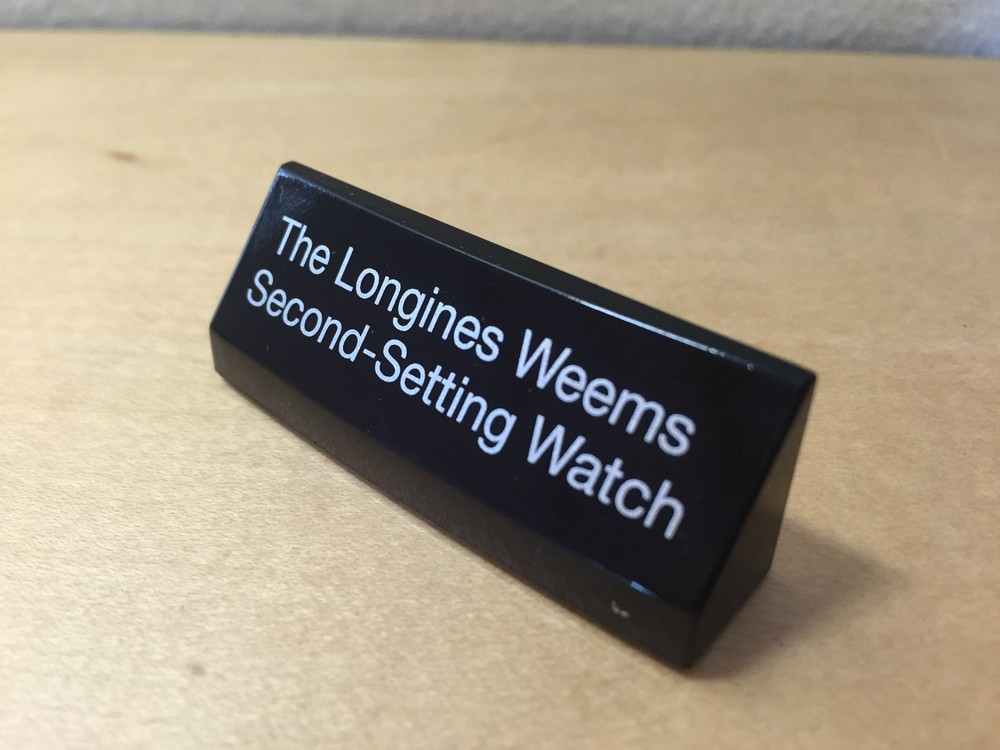 The Longines Weems
Second-Setting Watch